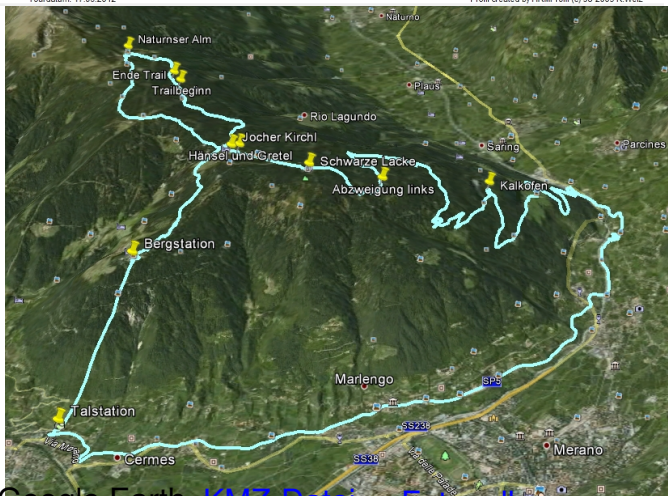 Naturno
Naturnser Alm
Ende Trail
Trailbeginn
Plaus
Rio Lagundo
Jocher Kirchl
Saring
Parcines
Hänsel und Gretel
Schwarze Lacke
Abzweigung links
Kalkofen
Bergstation
Marlengo
SP5
Talstation
SS238
Merano
Cermes
SS38
Google Earth KMZ Datei